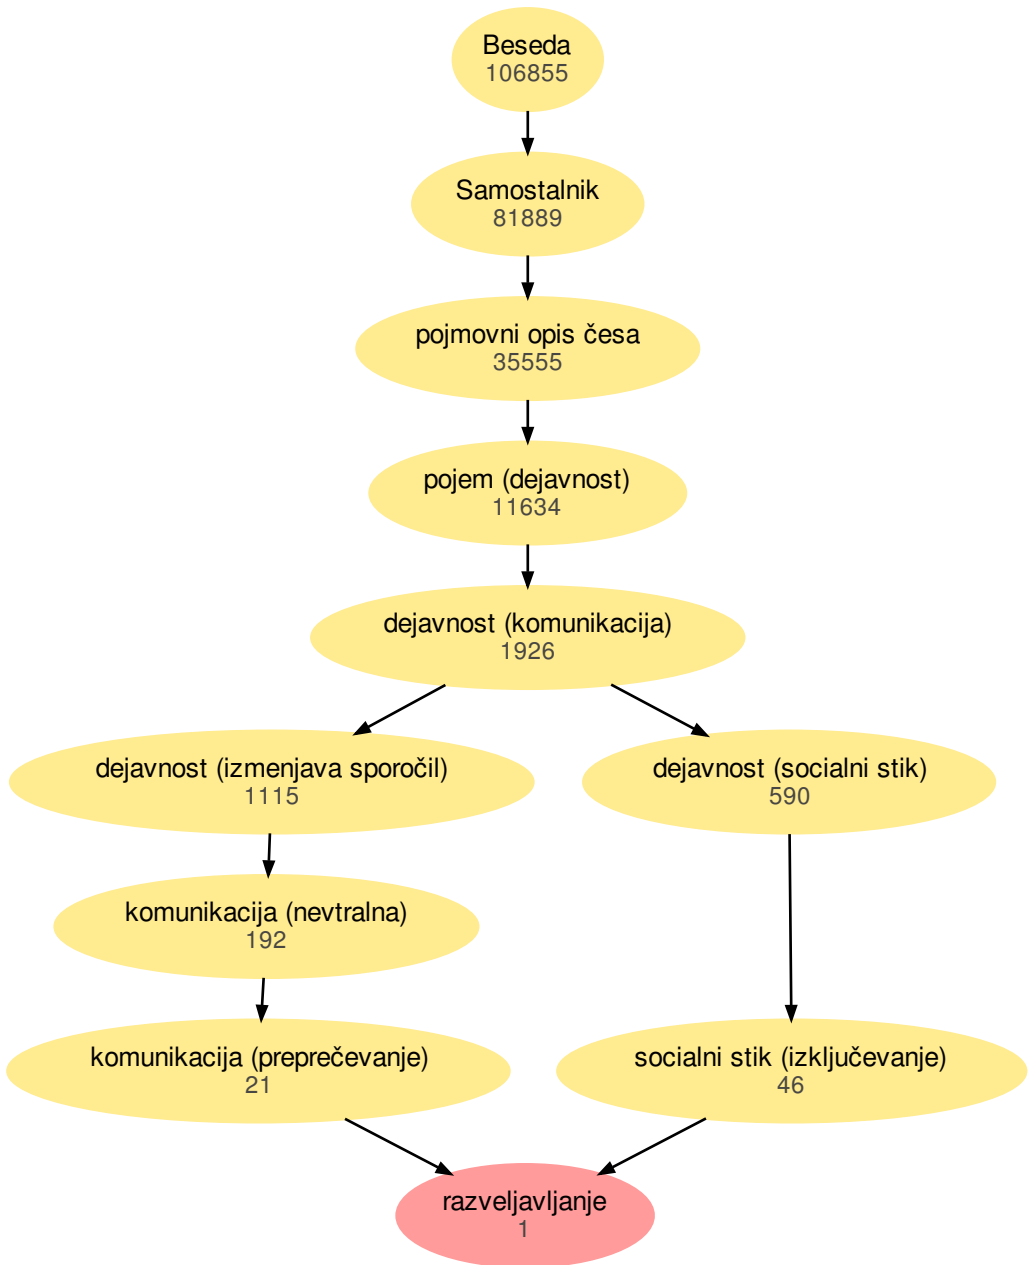 Beseda
106855
Samostalnik
81889
pojmovni opis česa
35555
pojem (dejavnost)
11634
dejavnost (komunikacija)
1926
dejavnost (izmenjava sporočil)
1115
dejavnost (socialni stik)
590
komunikacija (nevtralna)
192
komunikacija (preprečevanje)
21
socialni stik (izključevanje)
46
razveljavljanje
1